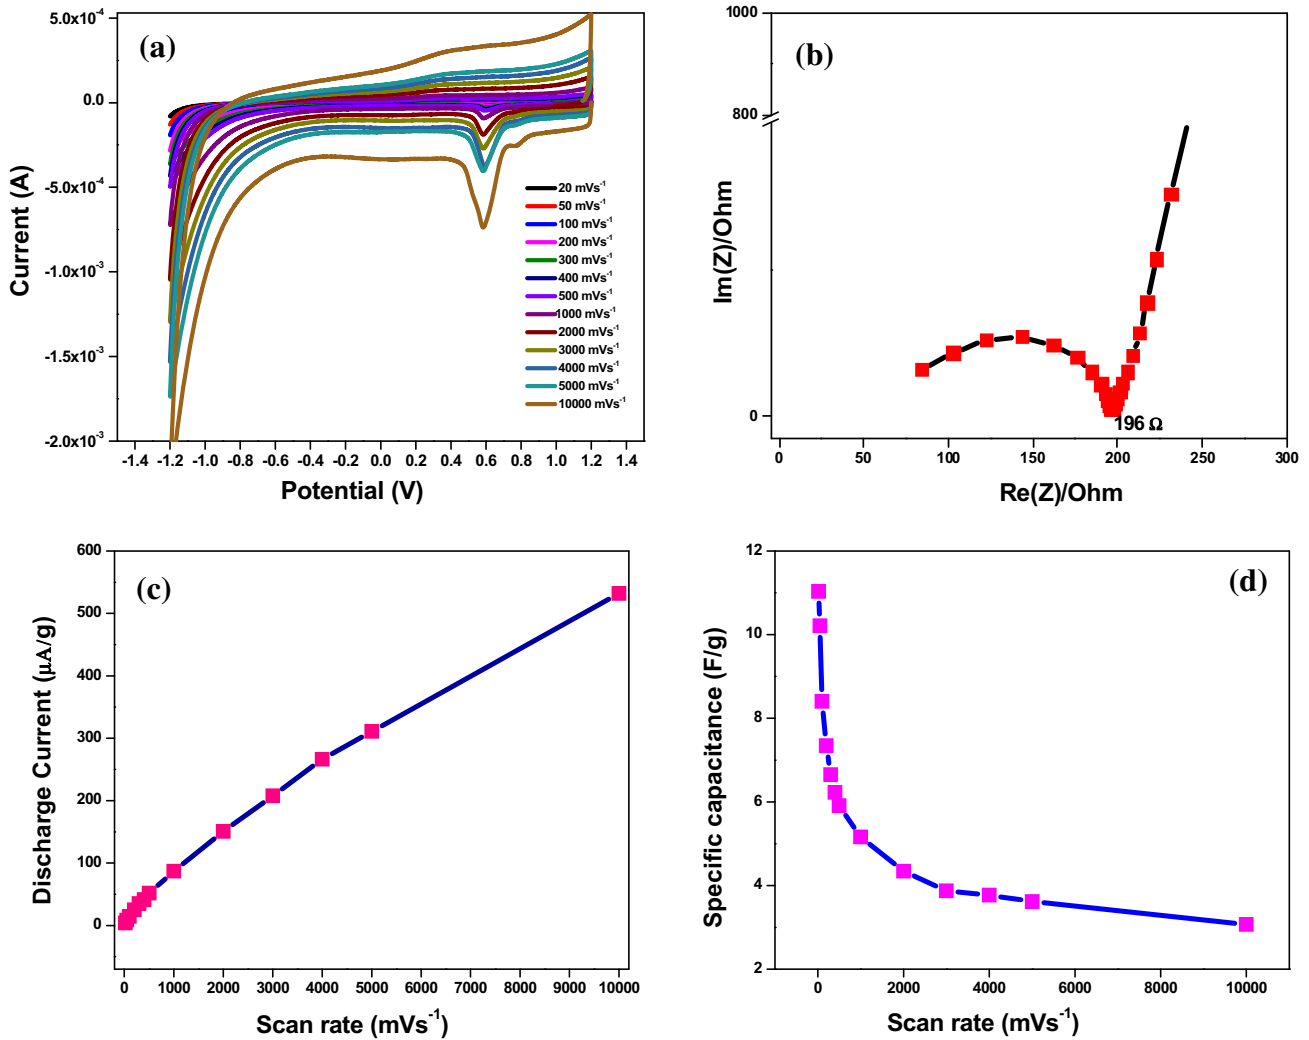 (a)
5.0x10⁻⁴
0.0
-5.0x10⁻⁴
-1.0x10⁻³
-1.5x10⁻³
-2.0x10⁻³
Current (A)
20 mVs⁻¹
50 mVs⁻¹
100 mVs⁻¹
200 mVs⁻¹
300 mVs⁻¹
400 mVs⁻¹
500 mVs⁻¹
1000 mVs⁻¹
2000 mVs⁻¹
3000 mVs⁻¹
4000 mVs⁻¹
5000 mVs⁻¹
10000 mVs⁻¹
-1.4 -1.2 -1.0 -0.8 -0.6 -0.4 -0.2 0.0 0.2 0.4 0.6 0.8 1.0 1.2 1.4
Potential (V)
(b)
1000
800
0
Im(Z)/Ohm
196 Ω
0 50 100 150 200 250 300
Re(Z)/Ohm
(c)
600
500
400
300
200
100
0
Discharge Current (µA/g)
0 1000 2000 3000 4000 5000 6000 7000 8000 9000 10000
Scan rate (mVs⁻¹)
(d)
12
10
8
6
4
2
Specific capacitance (F/g)
0 2000 4000 6000 8000 10000
Scan rate (mVs⁻¹)